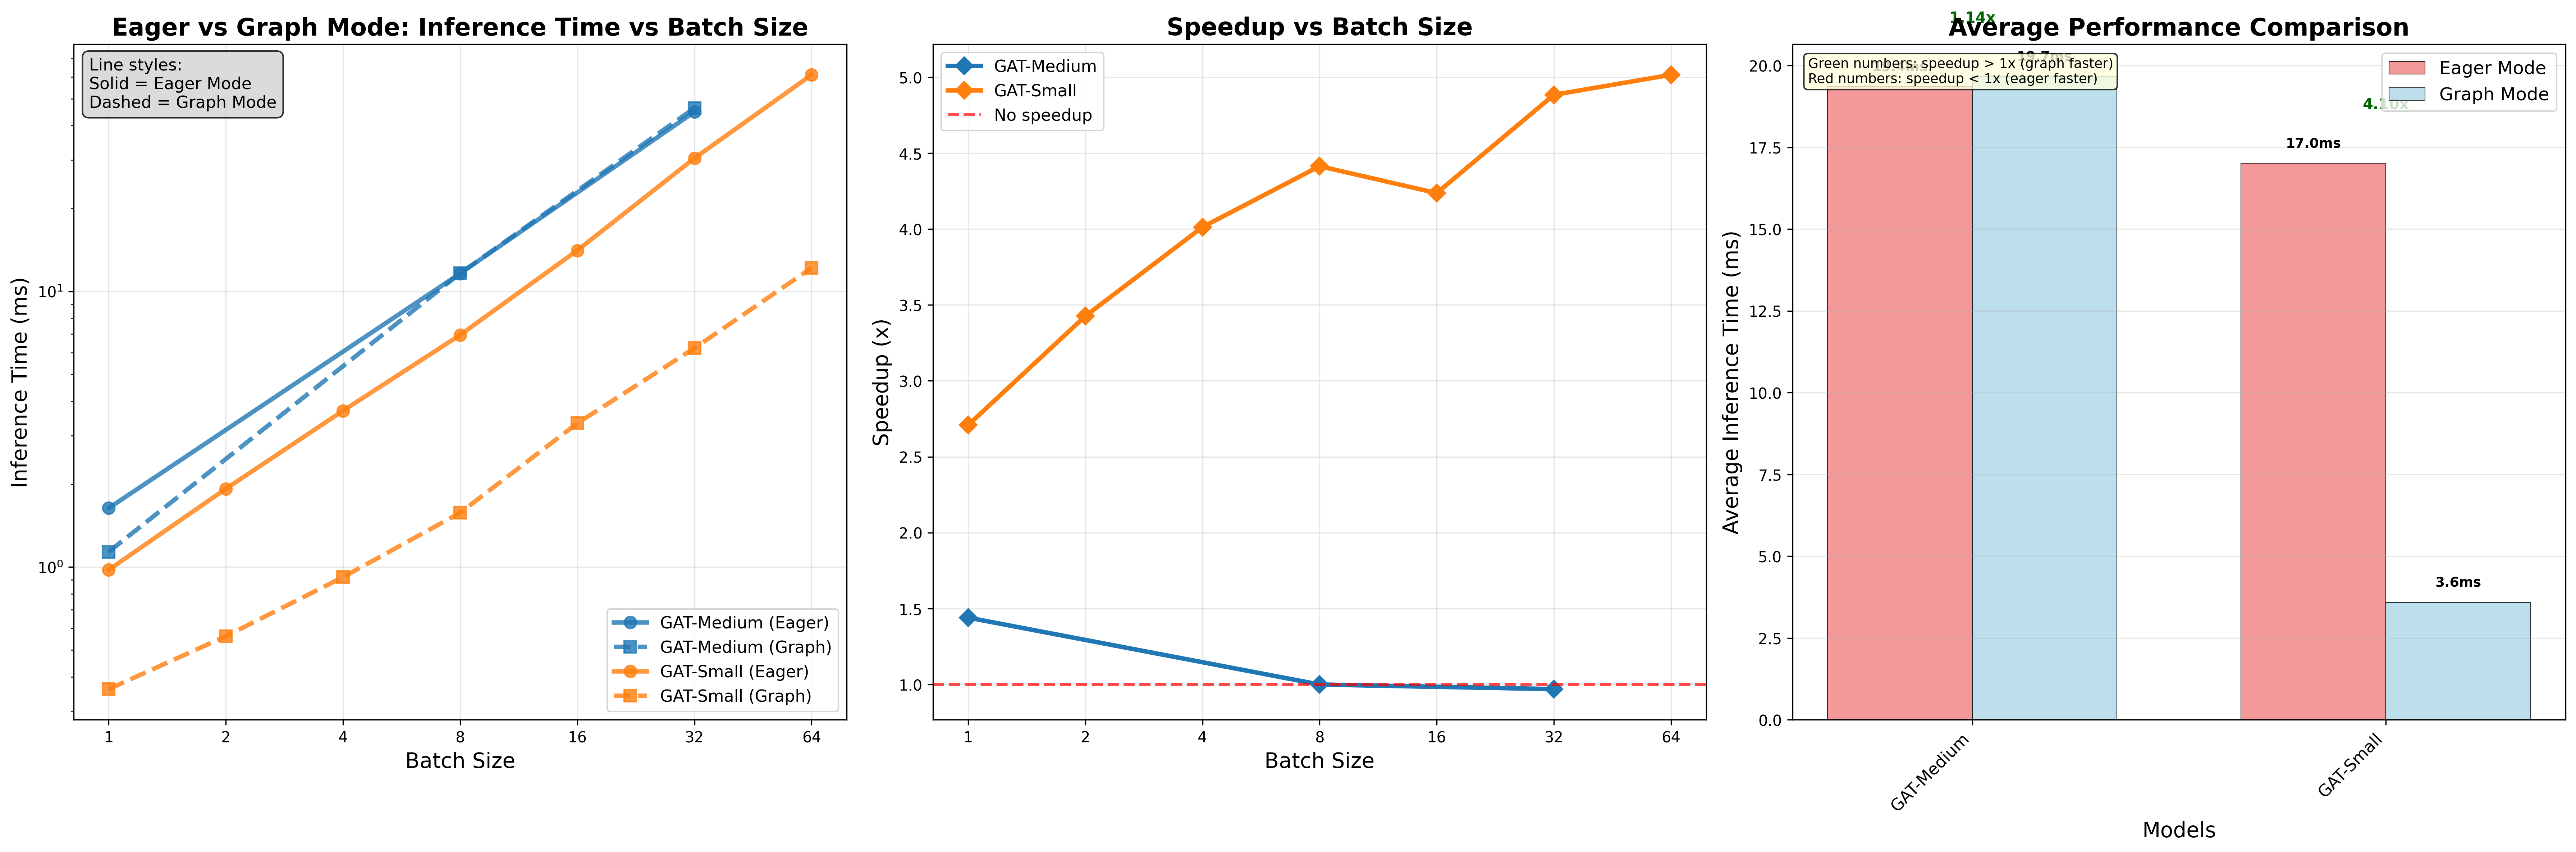 Eager vs Graph Mode: Inference Time vs Batch Size
Line styles:
Solid = Eager Mode
Dashed = Graph Mode
Inference Time (ms)
10¹
10⁰
GAT-Medium (Eager)
GAT-Medium (Graph)
GAT-Small (Eager)
GAT-Small (Graph)
1 2 4 8 16 32 64
Batch Size
Speedup vs Batch Size
GAT-Medium
GAT-Small
No speedup
Speedup (x)
5.0
4.5
4.0
3.5
3.0
2.5
2.0
1.5
1.0
1 2 4 8 16 32 64
Batch Size
1.14x
Average Performance Comparison
Green numbers: speedup > 1x (graph faster)
Red numbers: speedup < 1x (eager faster)
Eager Mode
Graph Mode
4.10x
17.0ms
3.6ms
Average Inference Time (ms)
20.0
17.5
15.0
12.5
10.0
7.5
5.0
2.5
0.0
GAT-Medium
GAT-Small
Models